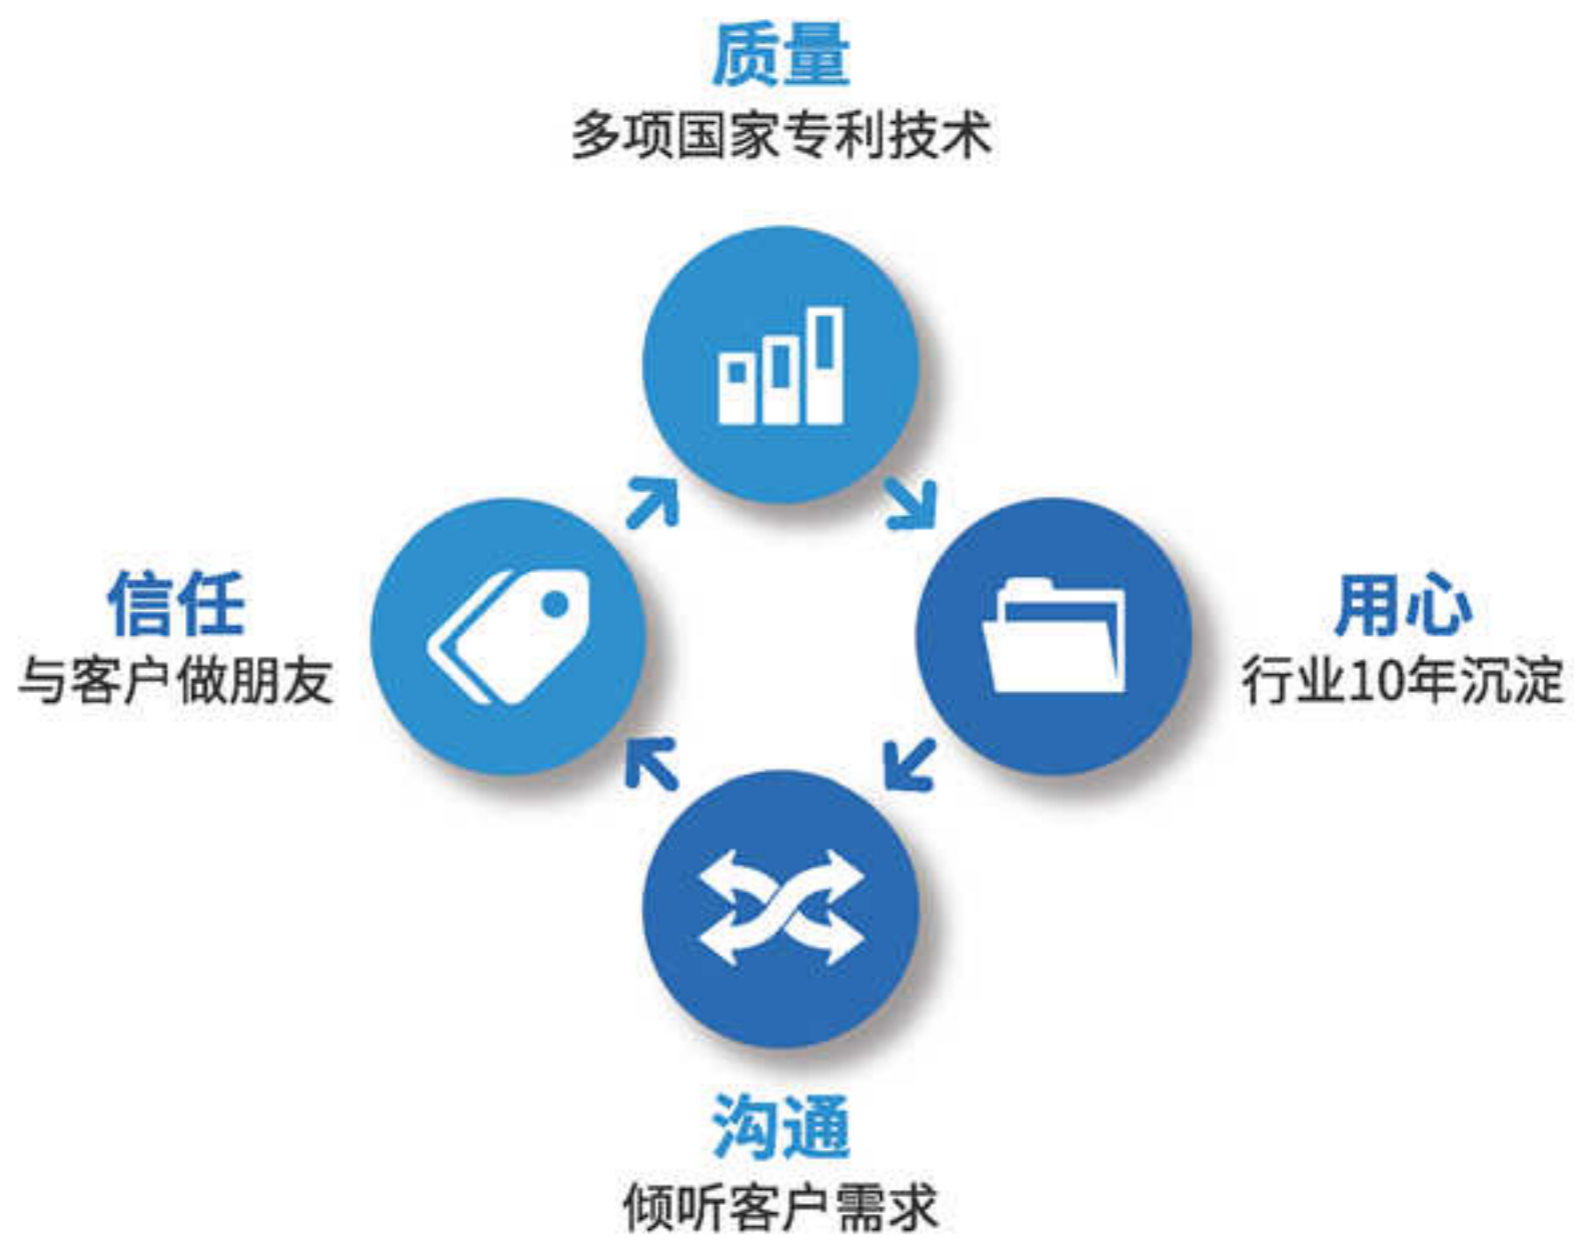 质量
多项国家专利技术
信任
与客户做朋友
用心
行业10年沉淀
沟通
倾听客户需求